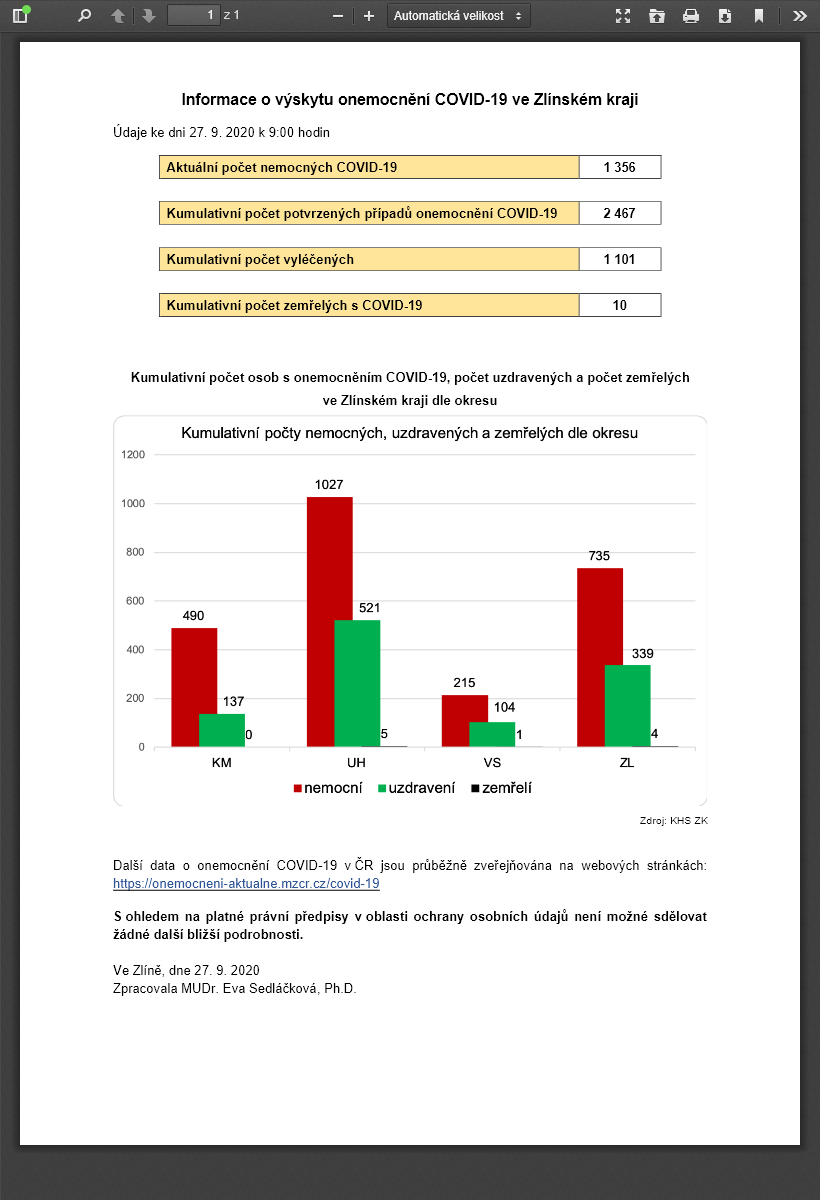 1 z 1 Automatická velikost
Informace o výskytu onemocnění COVID-19 ve Zlínském kraji
Údaje ke dni 27. 9. 2020 k 9:00 hodin
Aktuální počet nemocných COVID-19 1 356
Kumulativní počet potvrzených případů onemocnění COVID-19 2 467
Kumulativní počet vyléčených 1 101
Kumulativní počet zemřelých s COVID-19 10
Kumulativní počet osob s onemocněním COVID-19, počet uzdravených a počet zemřelých
ve Zlínském kraji dle okresu
Kumulativní počty nemocných, uzdravených a zemřelých dle okresu
1200
1000
800
600
400
200
0
490
137
0
1027
521
5
215
104
1
735
339
4
KM UH VS ZL
nemocní uzdravení zemřelí
Zdroj: KHS ZK
Další data o onemocnění COVID-19 v ČR jsou průběžně zveřejňována na webových stránkách:
https://onemocneni-aktualne.mzcr.cz/covid-19
S ohledem na platné právní předpisy v oblasti ochrany osobních údajů není možné sdělovat
žádné další bližší podrobnosti.
Ve Zlíně, dne 27. 9. 2020
Zpracovala MUDr. Eva Sedláčková, Ph.D.